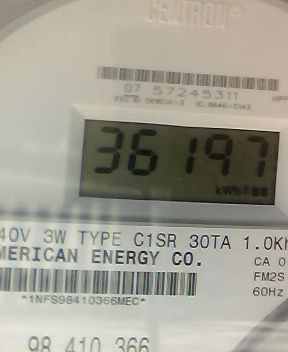 CENTRON®
07 57245311
36197
kWh
40V 3W TYPE C1SR 30TA 1.0Kh
MERICAN ENERGY CO.
CA 0
FM2S
60Hz
*1NFS98410366MEC*
98 410 366